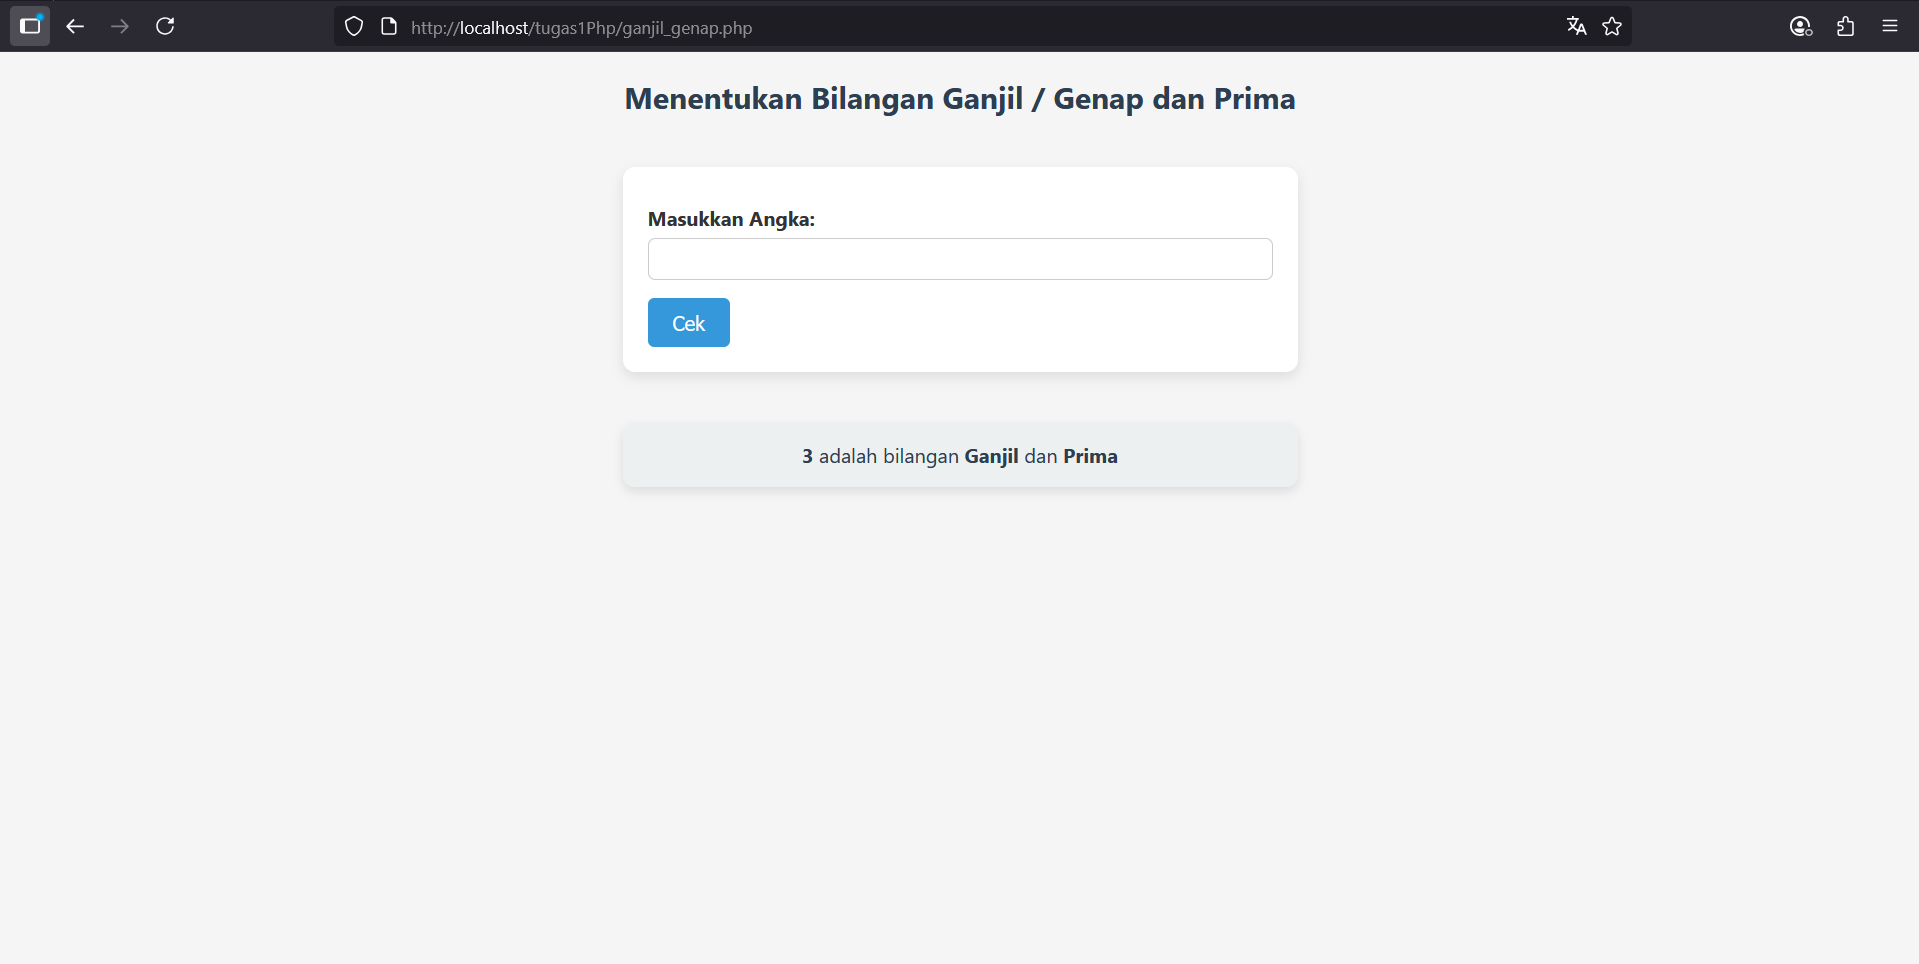 http://localhost/tugas1Php/ganjil_genap.php
Menentukan Bilangan Ganjil / Genap dan Prima
Masukkan Angka:
Cek
3 adalah bilangan Ganjil dan Prima